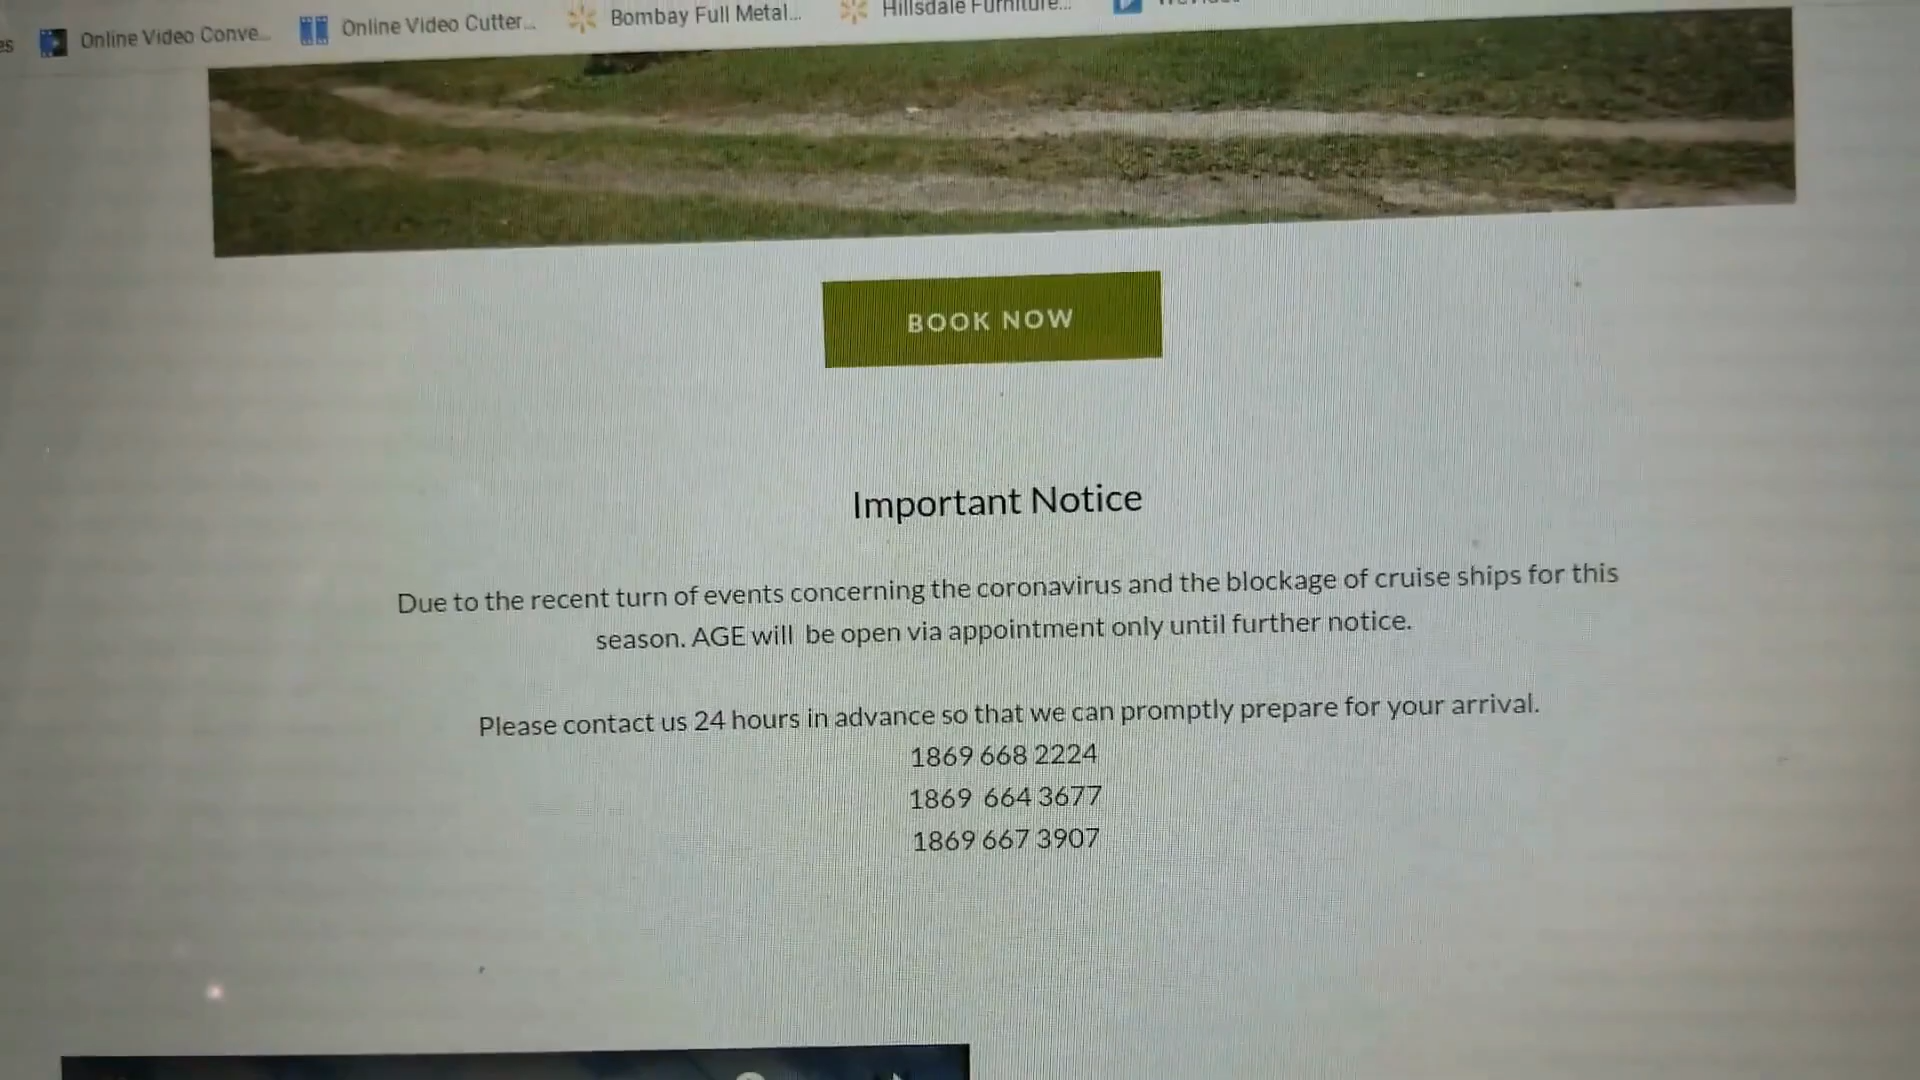 Online Video Conve...
Online Video Cutter...
Bombay Full Metal...
Hillsdale Furniture...
BOOK NOW
Important Notice
Due to the recent turn of events concerning the coronavirus and the blockage of cruise ships for this
season. AGE will be open via appointment only until further notice.
Please contact us 24 hours in advance so that we can promptly prepare for your arrival.
1869 668 2224
1869 664 3677
1869 667 3907